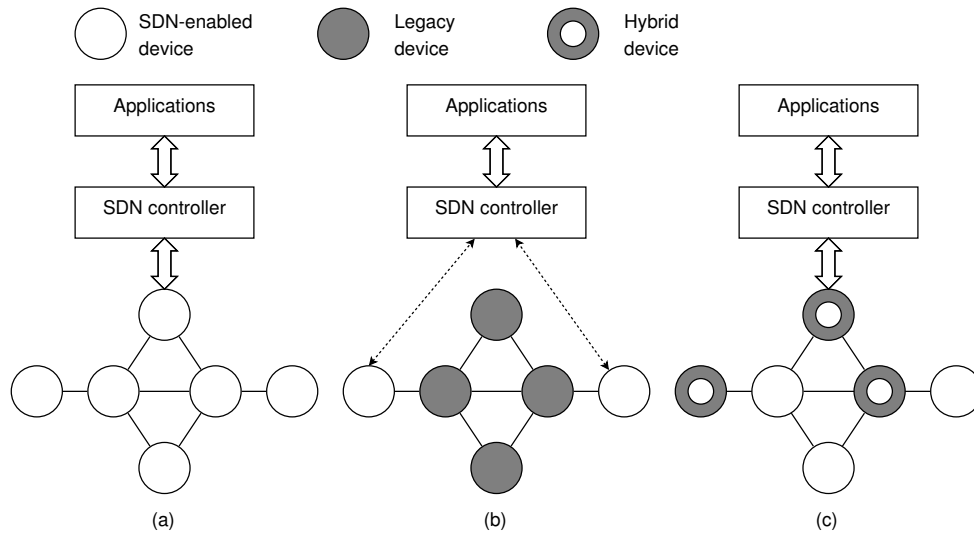 SDN-enabled
device
Legacy
device
Hybrid
device
Applications
Applications
Applications
SDN controller
SDN controller
SDN controller
(a)
(b)
(c)